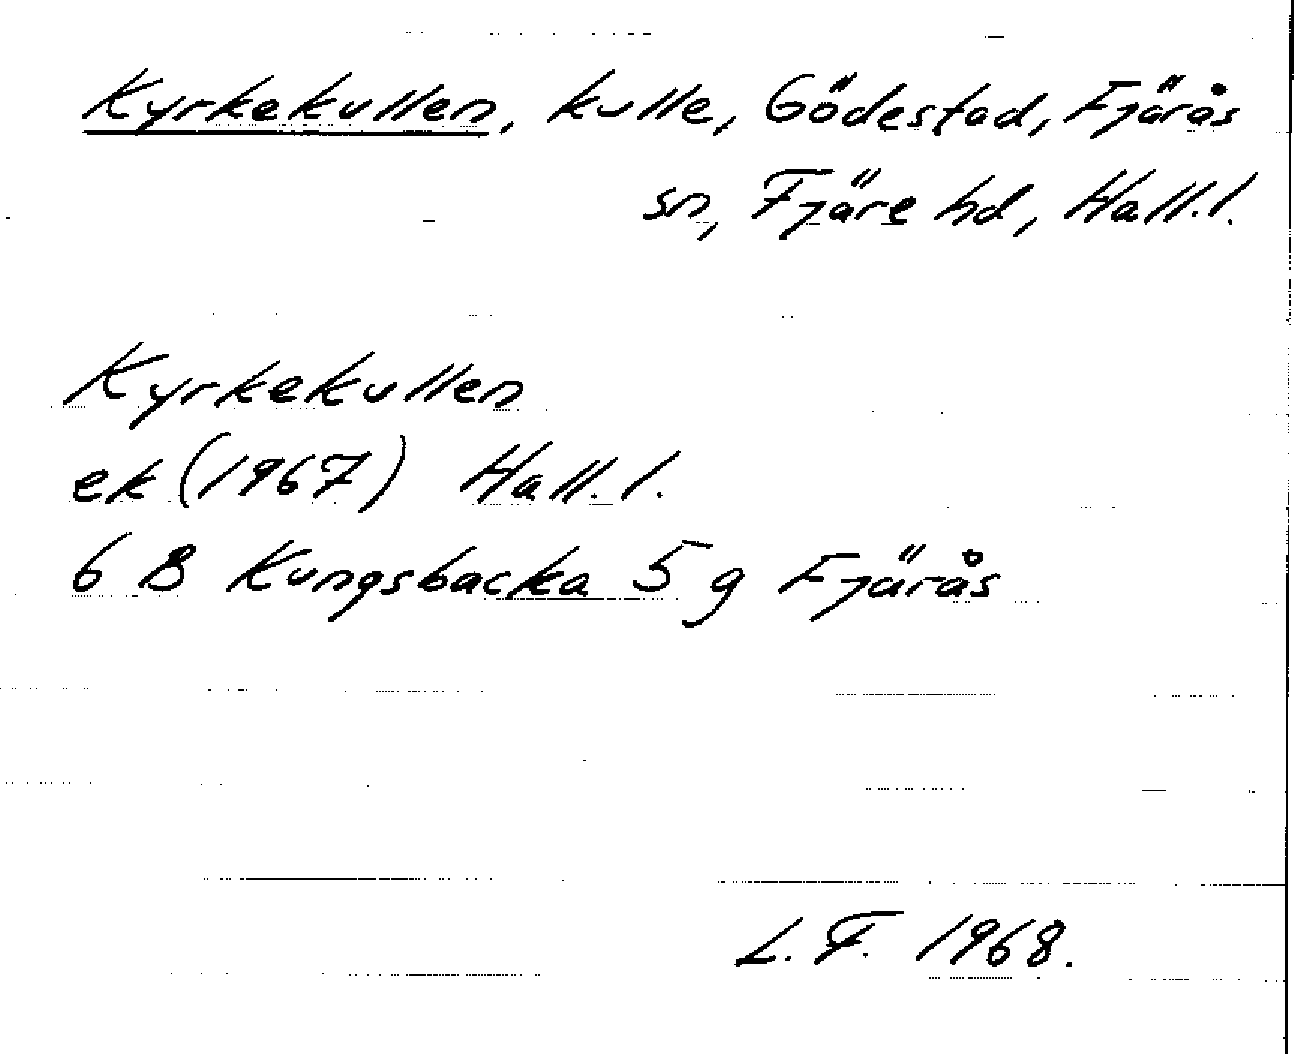 Kyrkekullen, kulle, Gödestad, Fjärås
sn, Fjäre hd, Hall.l.
Kyrkekullen
ek (1967) Hall.l.
6 B Kungsbacka 5 g Fjärås
L.F. 1968.